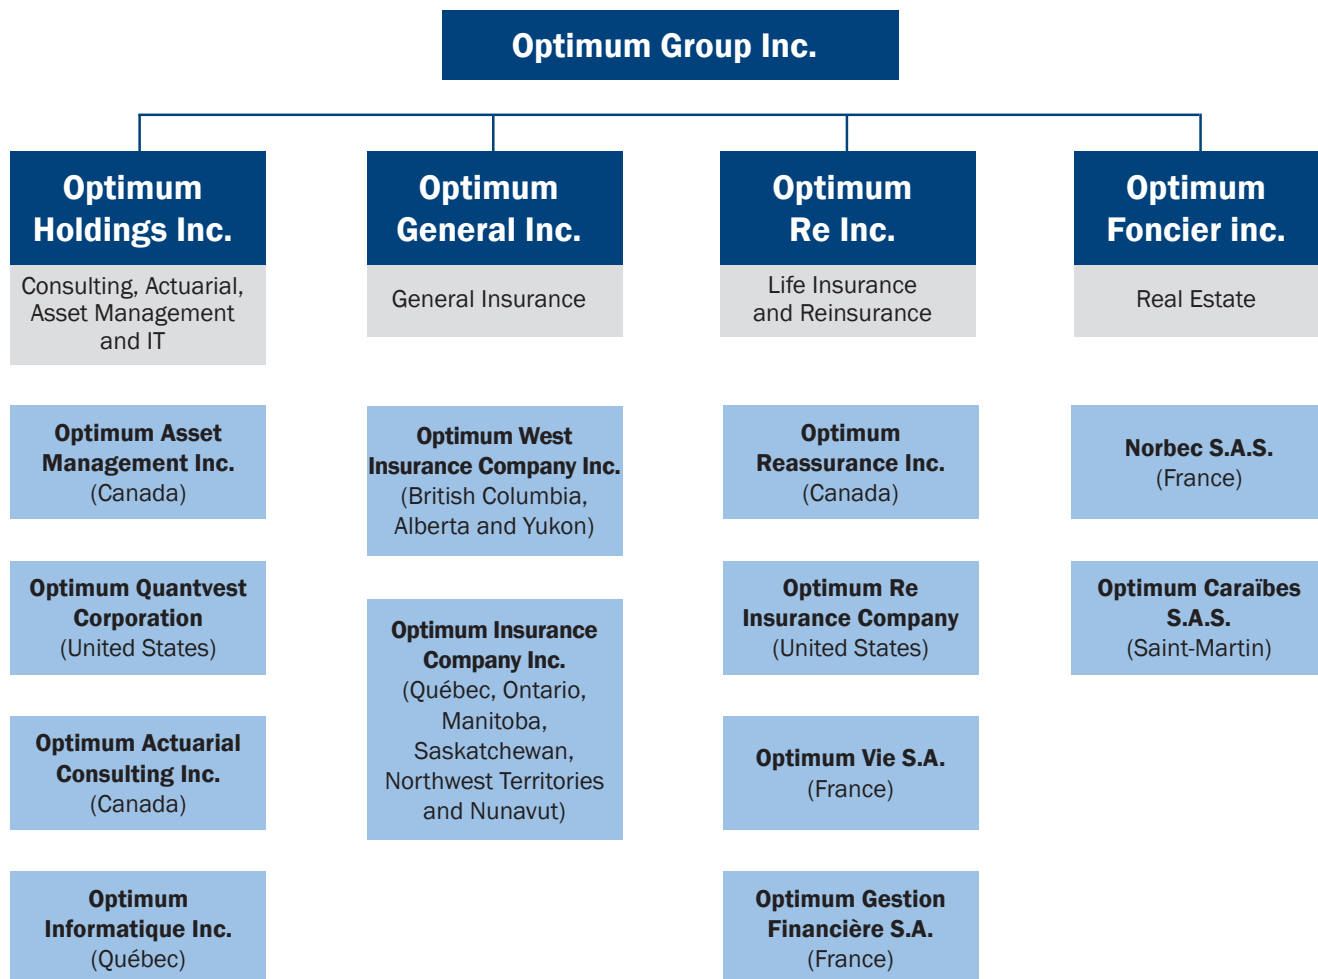 Optimum Group Inc.
Optimum
Holdings Inc.
Consulting, Actuarial,
Asset Management
and IT
Optimum Asset
Management Inc.
(Canada)
Optimum Quantvest
Corporation
(United States)
Optimum Actuarial
Consulting Inc.
(Canada)
Optimum
Informatique Inc.
(Québec)
Optimum
General Inc.
General Insurance
Optimum West
Insurance Company Inc.
(British Columbia,
Alberta and Yukon)
Optimum Insurance
Company Inc.
(Québec, Ontario,
Manitoba,
Saskatchewan,
Northwest Territories
and Nunavut)
Optimum
Re Inc.
Life Insurance
and Reinsurance
Optimum
Reassurance Inc.
(Canada)
Optimum Re
Insurance Company
(United States)
Optimum Vie S.A.
(France)
Optimum Gestion
Financière S.A.
(France)
Optimum
Foncier inc.
Real Estate
Norbec S.A.S.
(France)
Optimum Caraïbes
S.A.S.
(Saint-Martin)